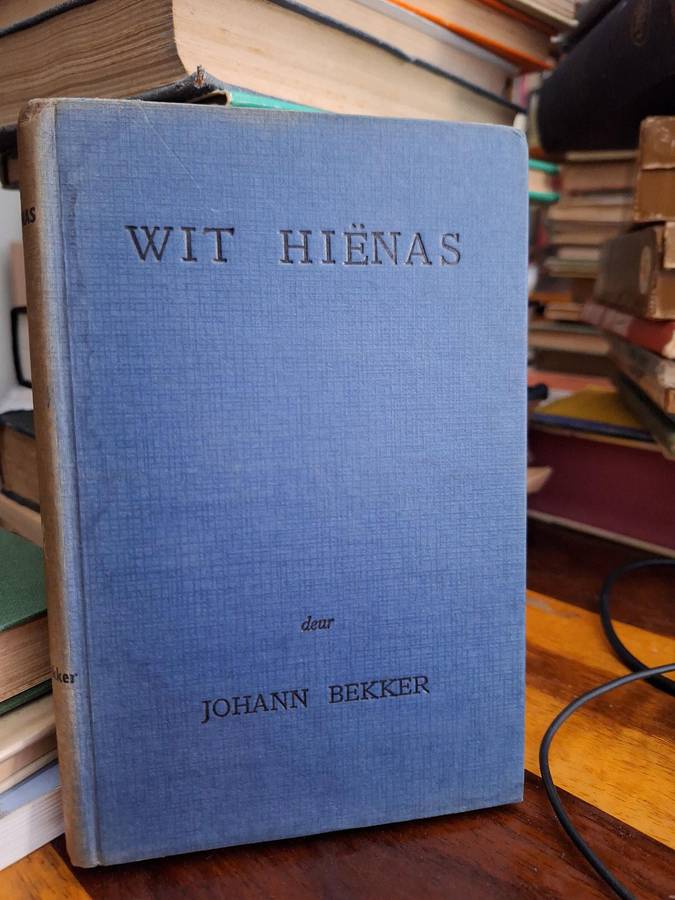 WIT HIËNAS
deur
JOHANN BEKKER